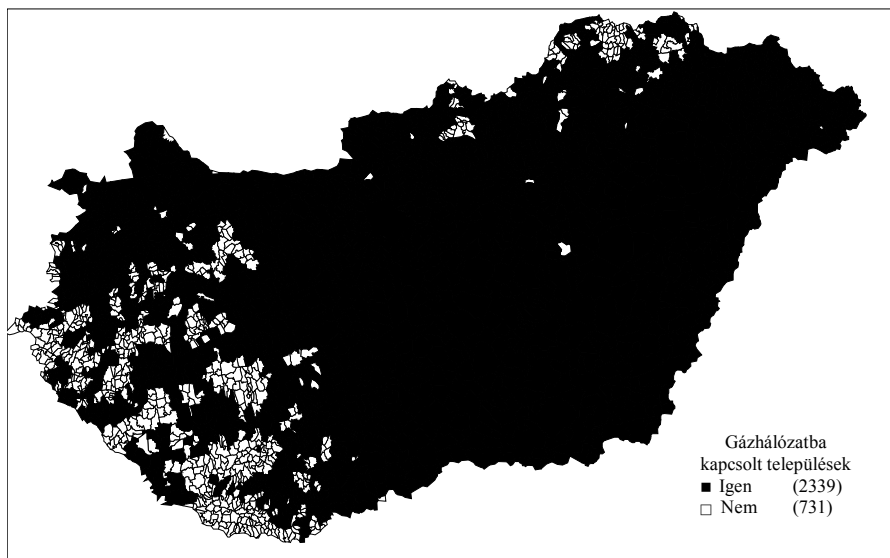 Gázhálózatba
kapcsolt települések
Igen (2339)
Nem (731)